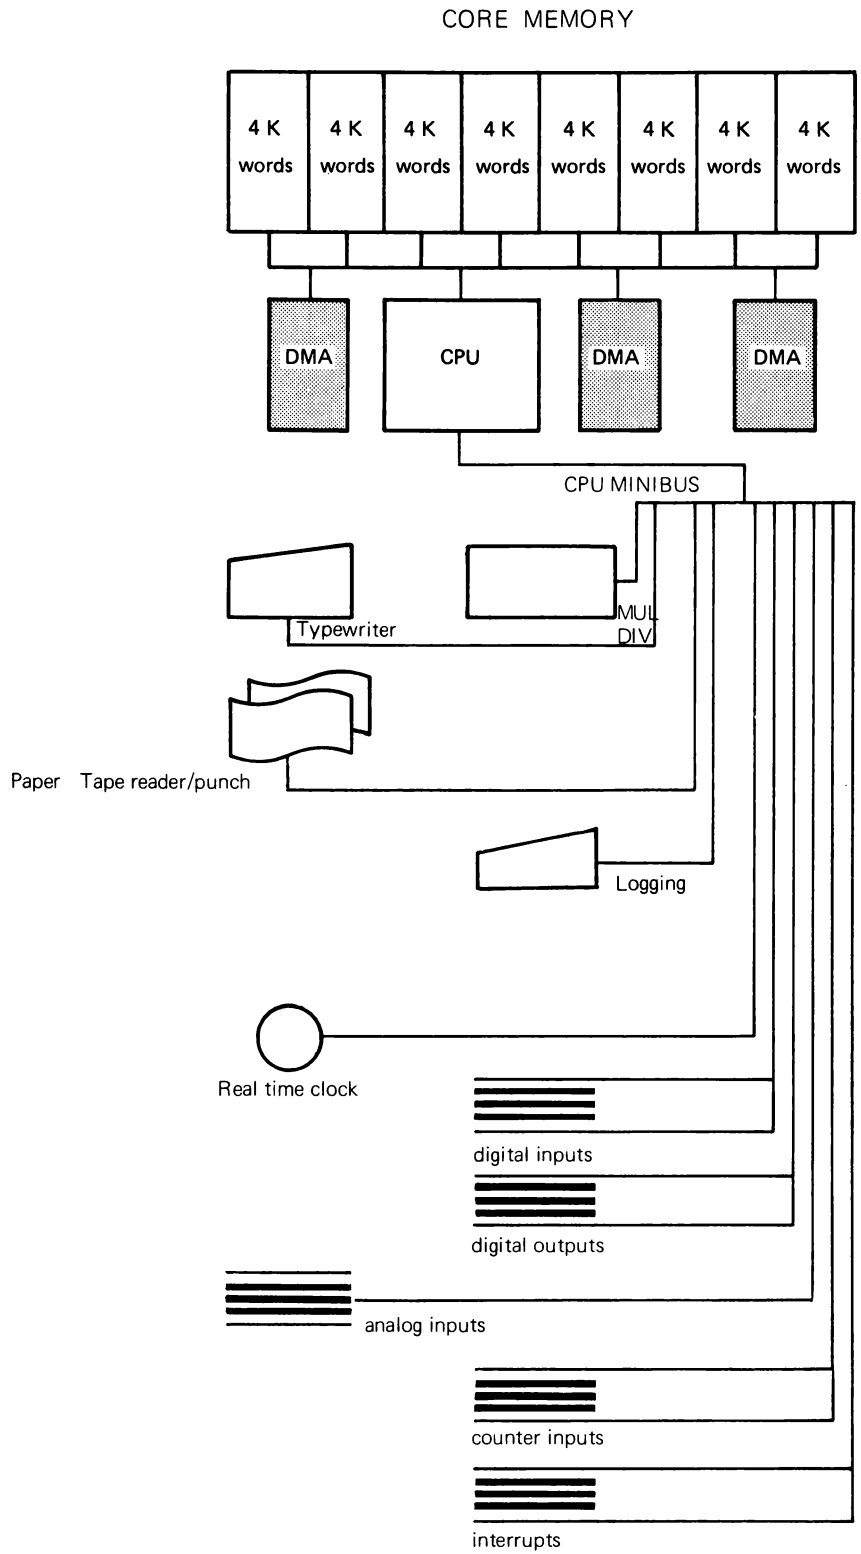 CORE MEMORY
4 K 4 K 4 K 4 K 4 K 4 K 4 K 4 K
words words words words words words words words
DMA CPU DMA DMA
CPU MINIBUS
MUL
DIV
Typewriter
Paper Tape reader/punch
Logging
Real time clock
digital inputs
digital outputs
analog inputs
counter inputs
interrupts